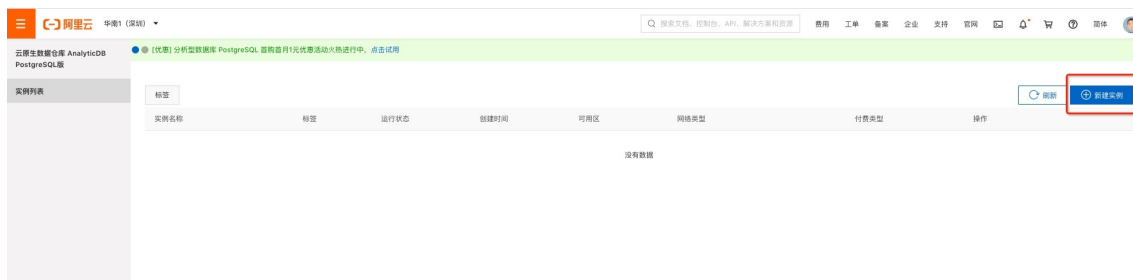 阿里云 华南1（深圳）
搜索文档、控制台、API、解决方案和资源 费用 工单 备案 企业 支持 官网 简体
云原生数据仓库 AnalyticDB
PostgreSQL版
[优惠] 分析型数据库 PostgreSQL 首购首月1元优惠活动火热进行中，点击试用
实例列表
标签 刷新 新建实例
实例名称 标签 运行状态 创建时间 可用区 网络类型 付费类型 操作
没有数据